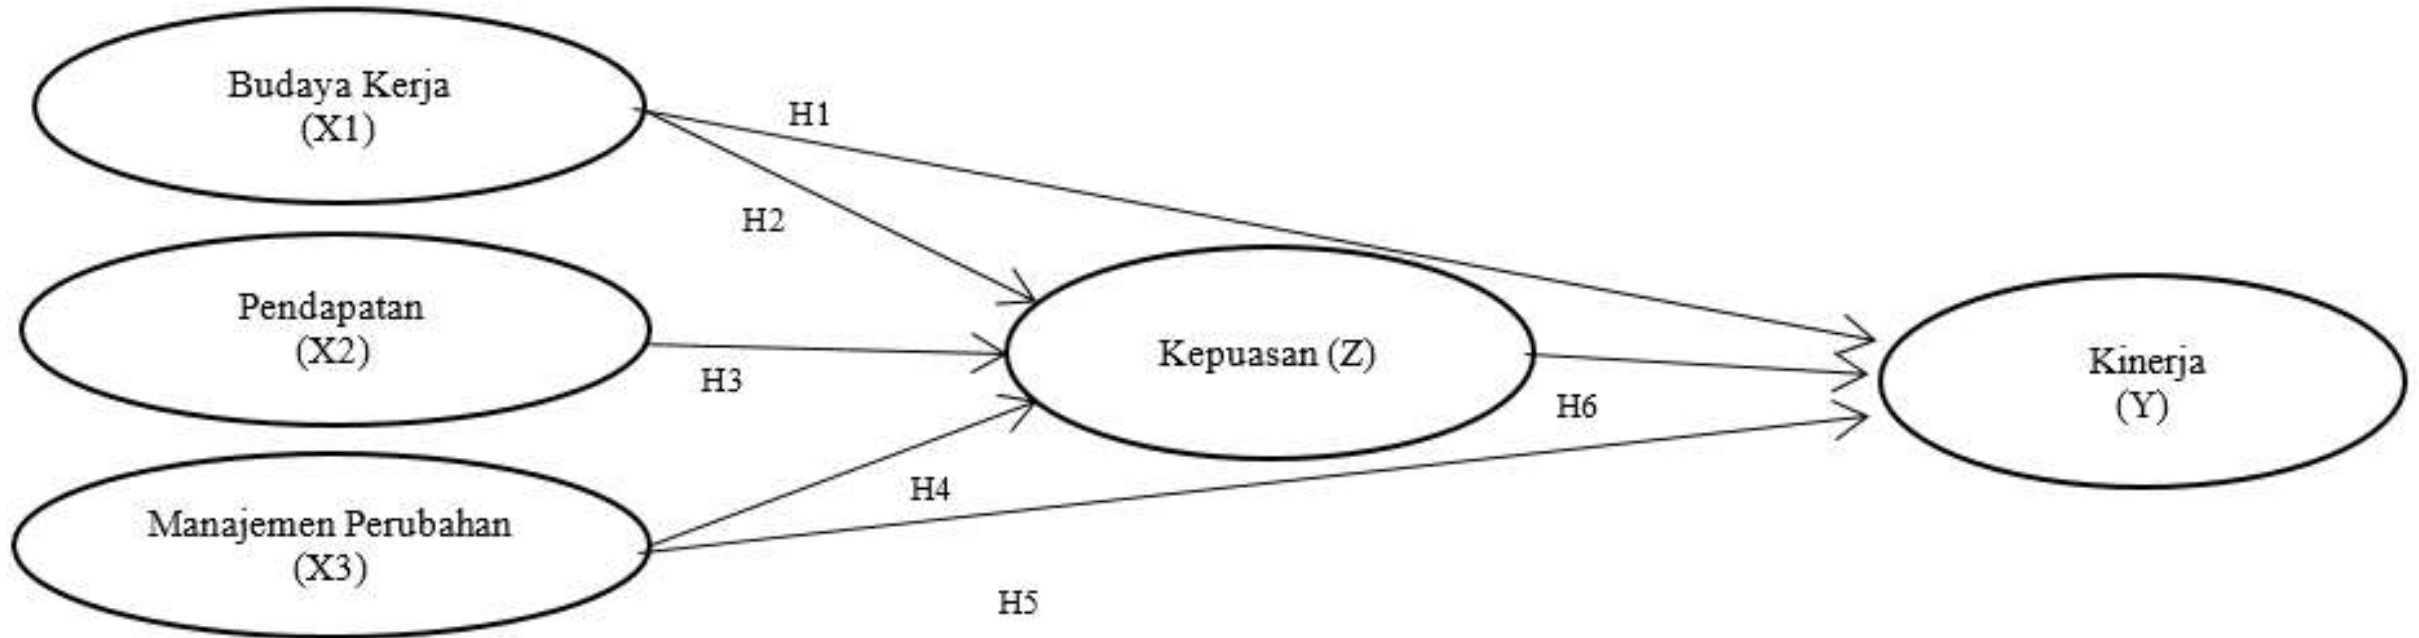 Budaya Kerja
(X1)
H1
H2
Pendapatan
(X2)
H3
Kepuasan (Z)
Kinerja
(Y)
H6
Manajemen Perubahan
(X3)
H4
H5